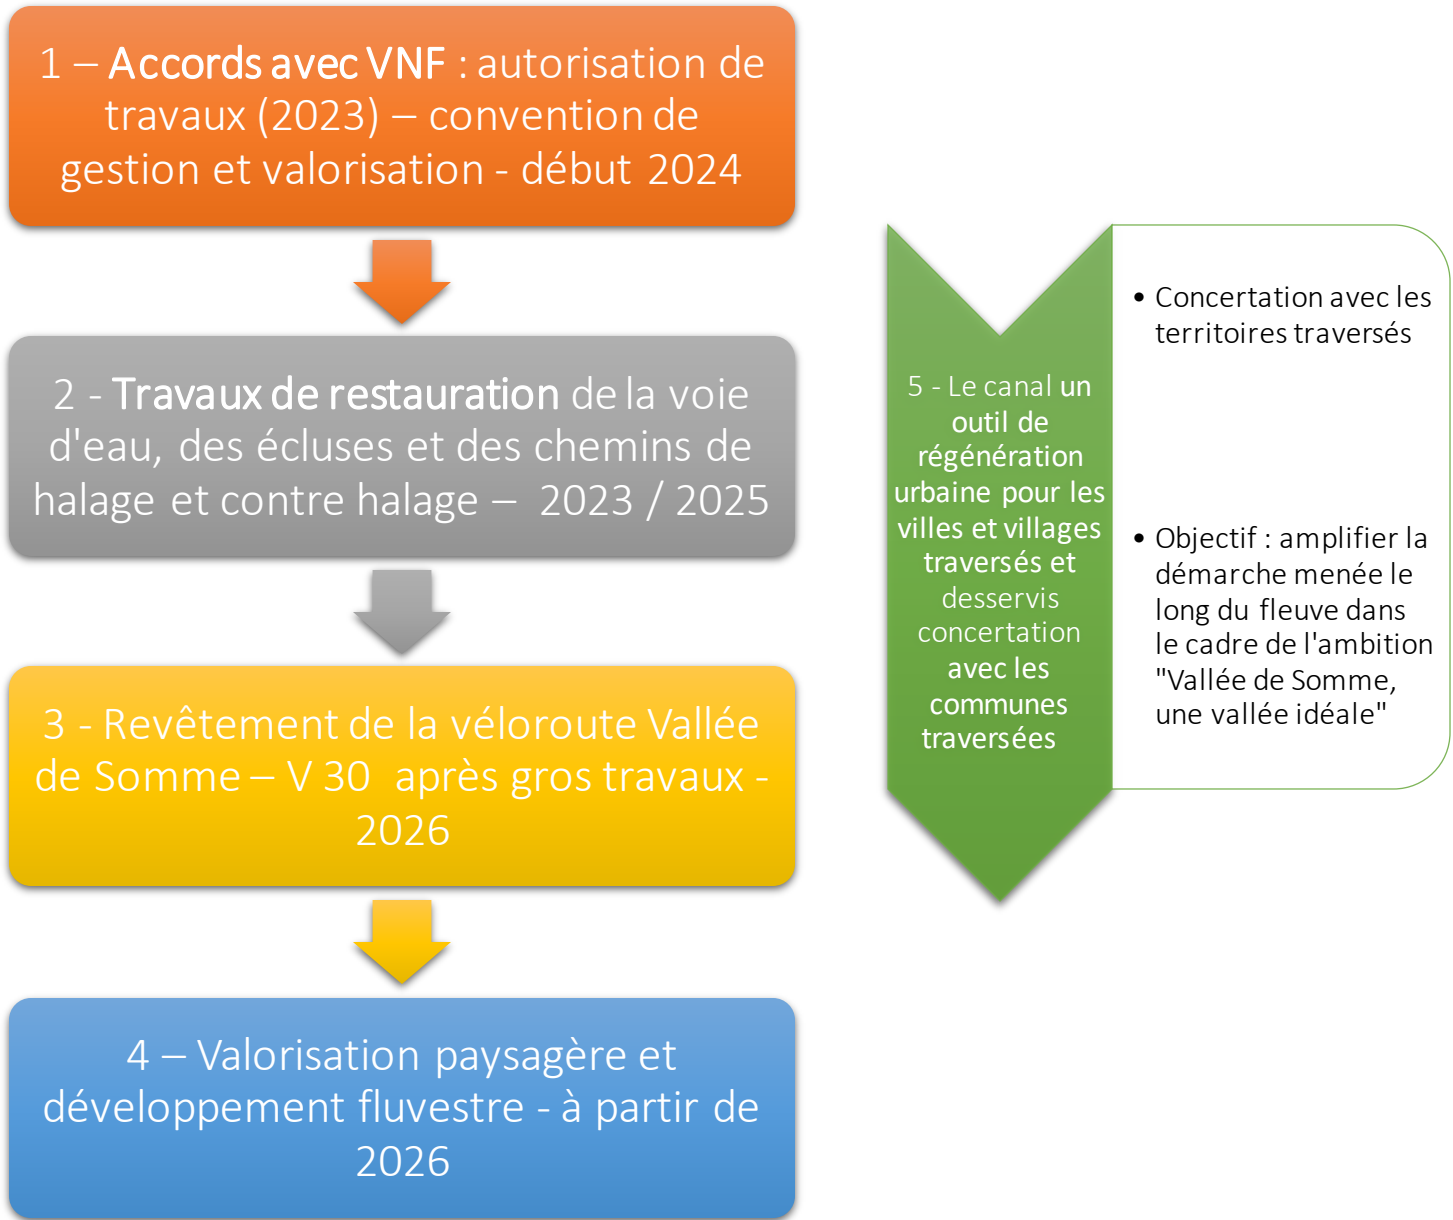 1 – Accords avec VNF : autorisation de
travaux (2023) – convention de
gestion et valorisation - début 2024
2 - Travaux de restauration de la voie
d'eau, des écluses et des chemins de
halage et contre halage – 2023 / 2025
3 - Revêtement de la véloroute Vallée
de Somme – V 30 après gros travaux -
2026
4 – Valorisation paysagère et
développement fluvestre - à partir de
2026
5 - Le canal un
outil de
régénération
urbaine pour les
villes et villages
traversés et
desservis
concertation
avec les
communes
traversées
• Concertation avec les
territoires traversés
• Objectif : amplifier la
démarche menée le
long du fleuve dans
le cadre de l'ambition
"Vallée de Somme,
une vallée idéale"